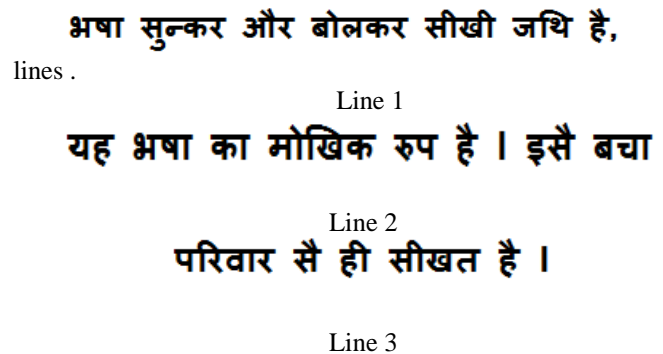 भषा सुन्कर और बोलकर सीखी जथि है,
lines .
Line 1
यह भषा का मोखिक रुप है । इसै बचा
Line 2
परिवार सै ही सीखत है ।
Line 3